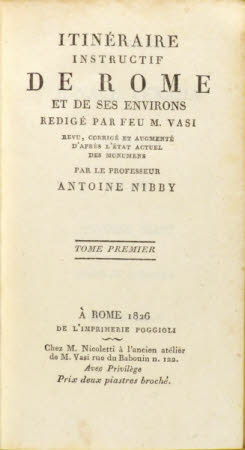 ITINÉRAIRE
INSTRUCTIF
DE ROME
ET DE SES ENVIRONS
REDIGÉ PAR FEU M. VASI
REVU, CORRIGÉ ET AUGMENTÉ
D'APRÈS L'ÉTAT ACTUEL
DES MONUMENS
PAR LE PROFESSEUR
ANTOINE NIBBY
TOME PREMIER
À ROME 1826
DE L'IMPRIMERIE POGGIOLI
Chez M. Nicoletti à l'ancien atélier
de M. Vasi rue du Babouin n. 122.
Avec Privilège
Prix deux piastres broché.